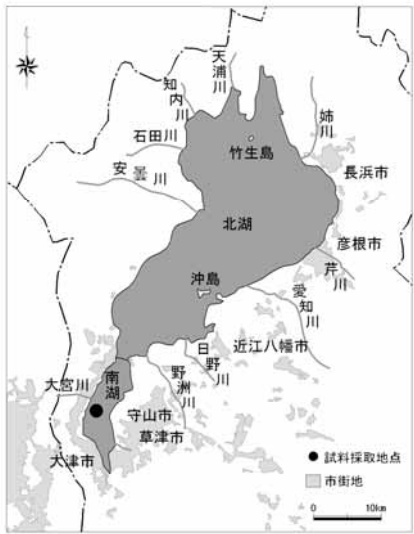 天浦川
知内川
石田川
安曇川
姉川
竹生島
長浜市
北湖
彦根市
芹川
沖島
愛知川
近江八幡市
日野川
野洲川
大宮川
南湖
守山市
草津市
大津市
試料採取地点
市街地
0 10km